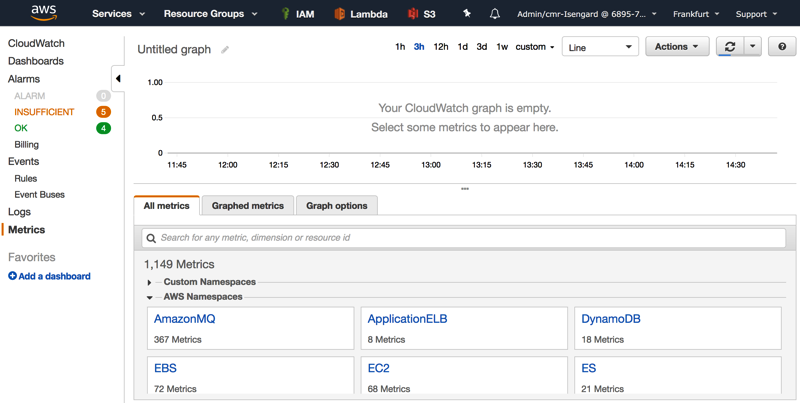 aws Services Resource Groups IAM Lambda S3 Admin/cmr-Isengard @ 6895-7... Frankfurt Support
CloudWatch
Dashboards
Alarms
ALARM 0
INSUFFICIENT 5
OK 4
Billing
Events
Rules
Event Buses
Logs
Metrics
Favorites
Add a dashboard
Untitled graph
1h 3h 12h 1d 3d 1w custom Line Actions ?
1.00
0.5
0
Your CloudWatch graph is empty.
Select some metrics to appear here.
11:45 12:00 12:15 12:30 12:45 13:00 13:15 13:30 13:45 14:00 14:15 14:30
All metrics Graphed metrics Graph options
Search for any metric, dimension or resource id
1,149 Metrics
Custom Namespaces
AWS Namespaces
AmazonMQ
367 Metrics
ApplicationELB
8 Metrics
DynamoDB
18 Metrics
EBS
72 Metrics
EC2
68 Metrics
ES
21 Metrics